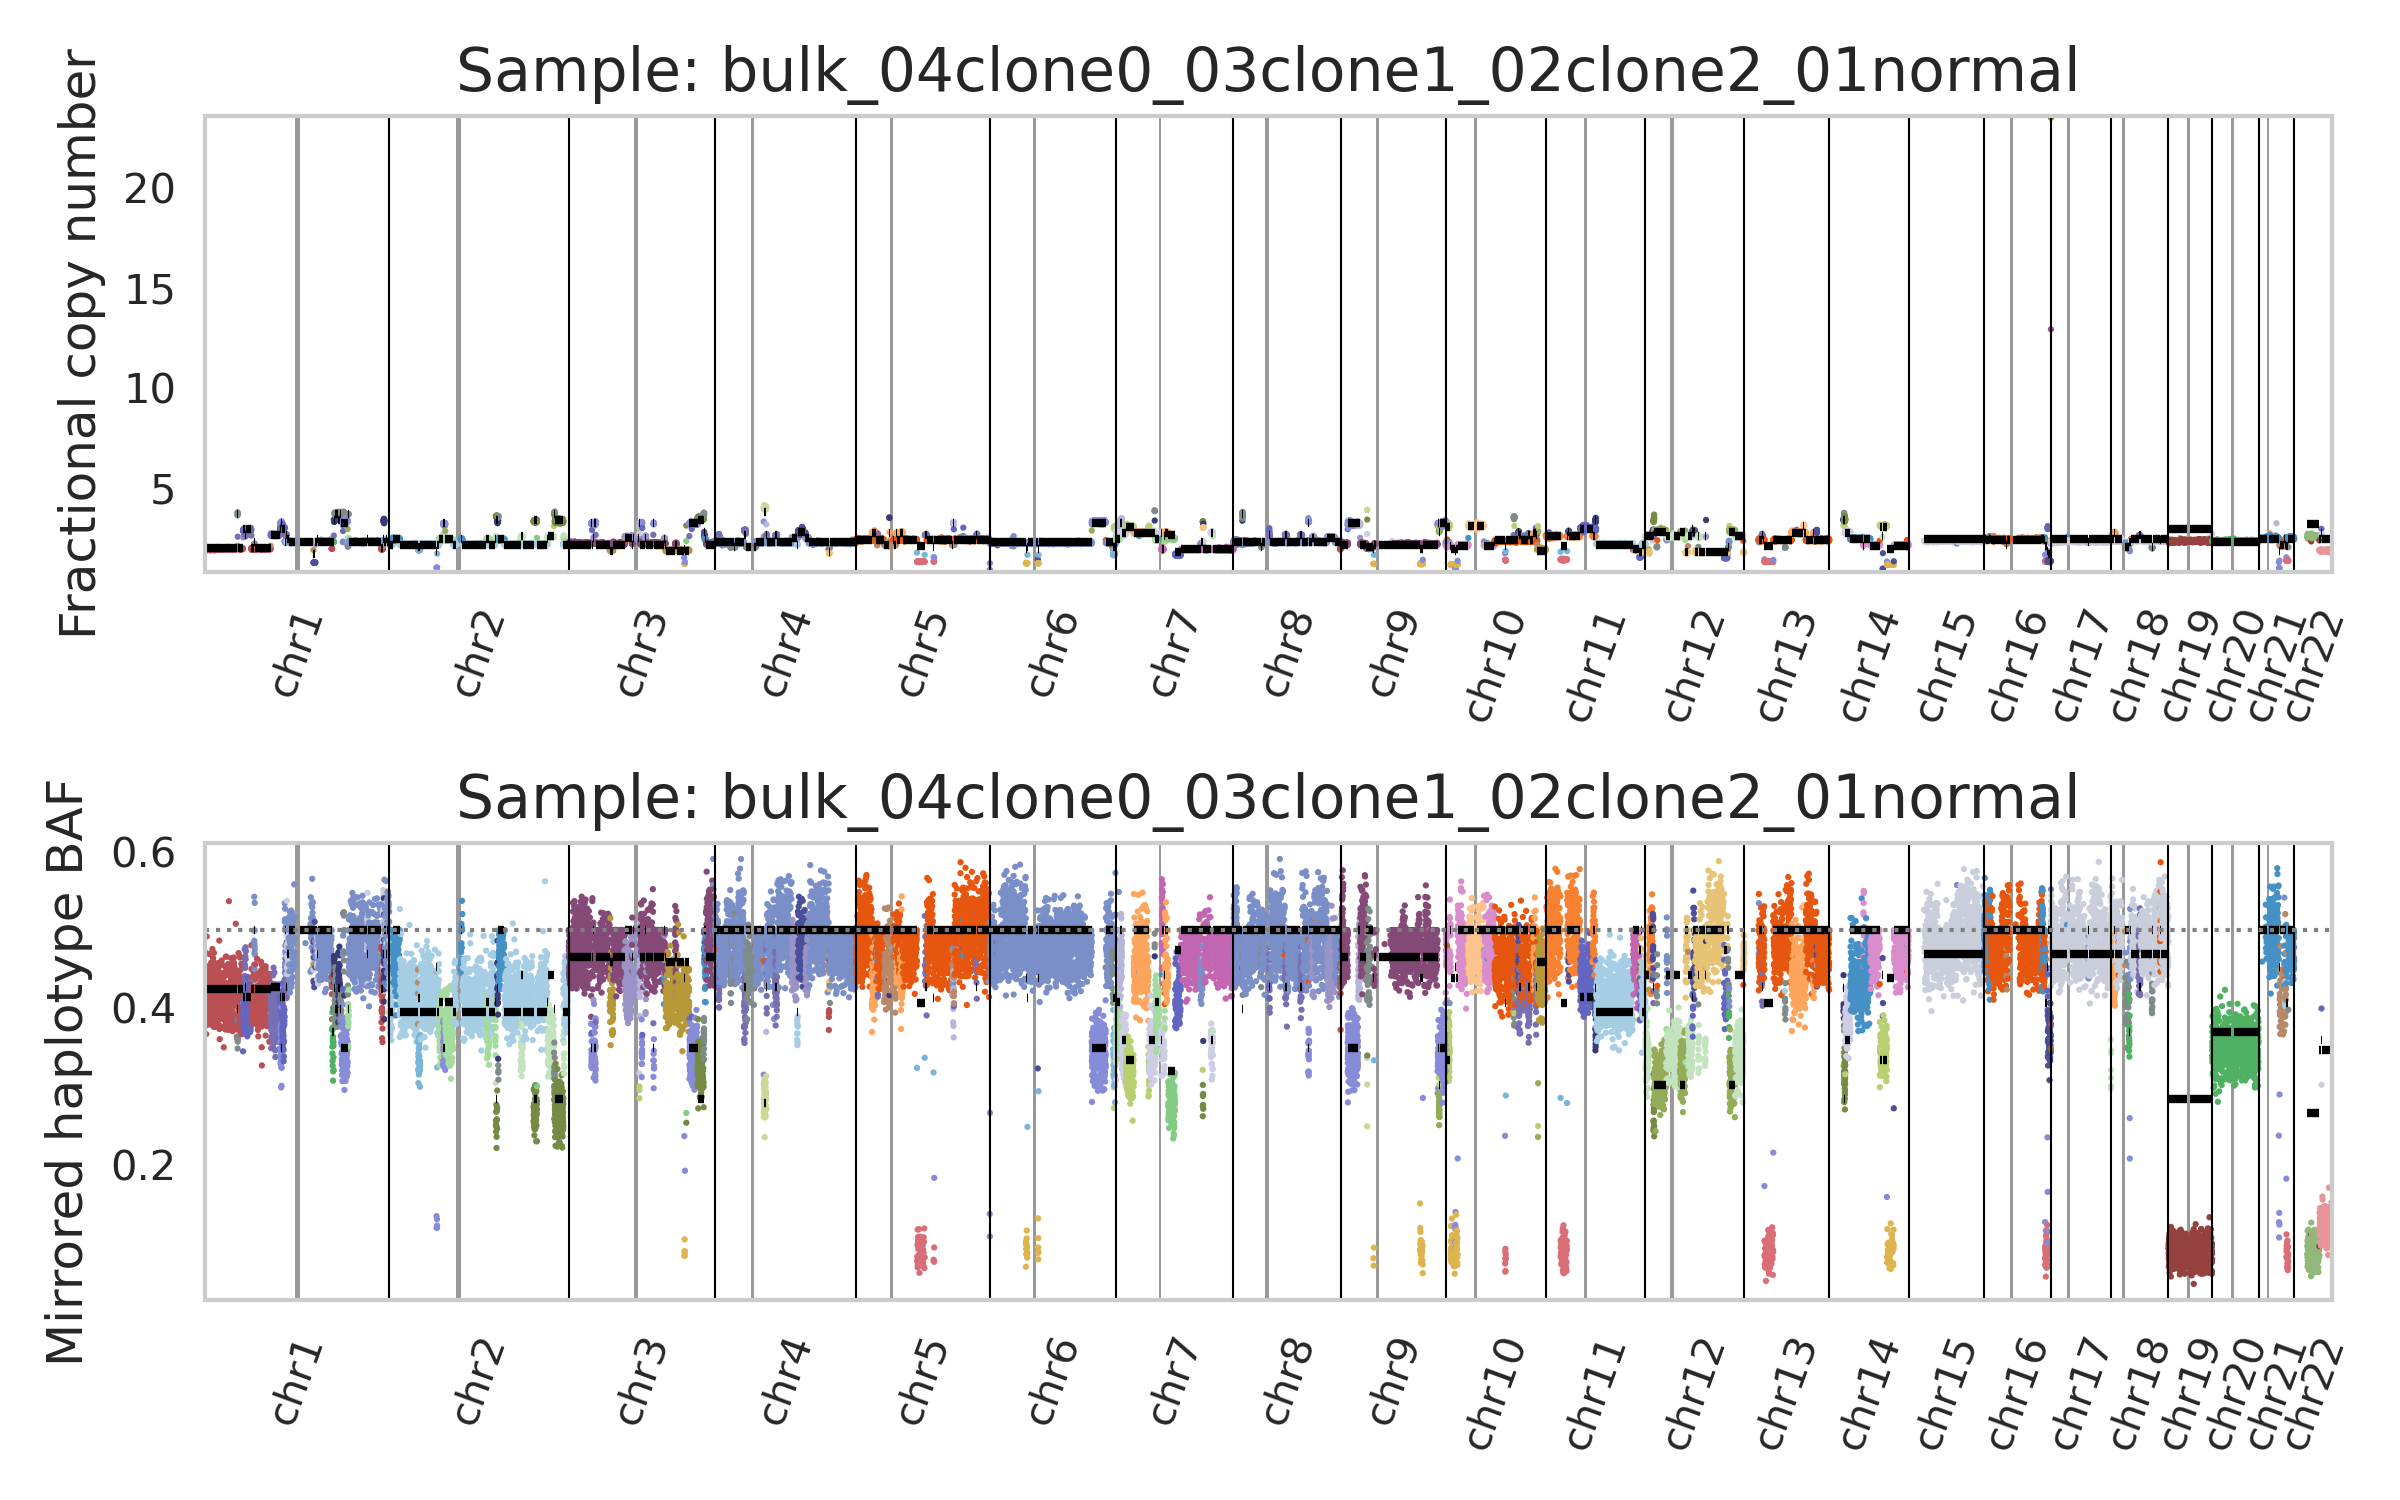 Sample: bulk_04clone0_03clone1_02clone2_01normal
Fractional copy number
20
15
10
5
chr1 chr2 chr3 chr4 chr5 chr6 chr7 chr8 chr9 chr10 chr11 chr12 chr13 chr14 chr15 chr16 chr17 chr18 chr19 chr20 chr21 chr22
Sample: bulk_04clone0_03clone1_02clone2_01normal
Mirrored haplotype BAF
0.6
0.4
0.2
chr1 chr2 chr3 chr4 chr5 chr6 chr7 chr8 chr9 chr10 chr11 chr12 chr13 chr14 chr15 chr16 chr17 chr18 chr19 chr20 chr21 chr22